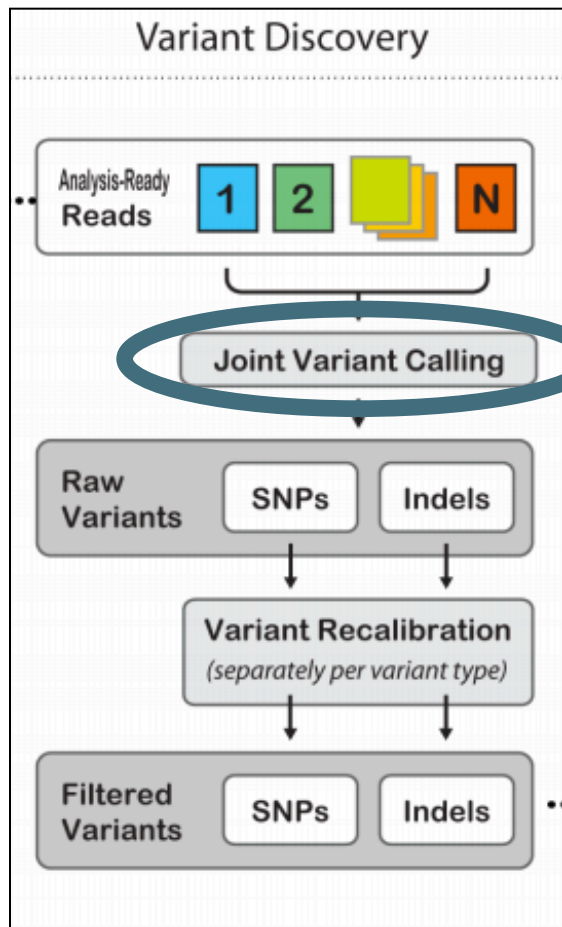 Variant Discovery
Analysis-Ready
Reads
1 2 N
Joint Variant Calling
Raw
Variants
SNPs Indels
Variant Recalibration
(separately per variant type)
Filtered
Variants
SNPs Indels